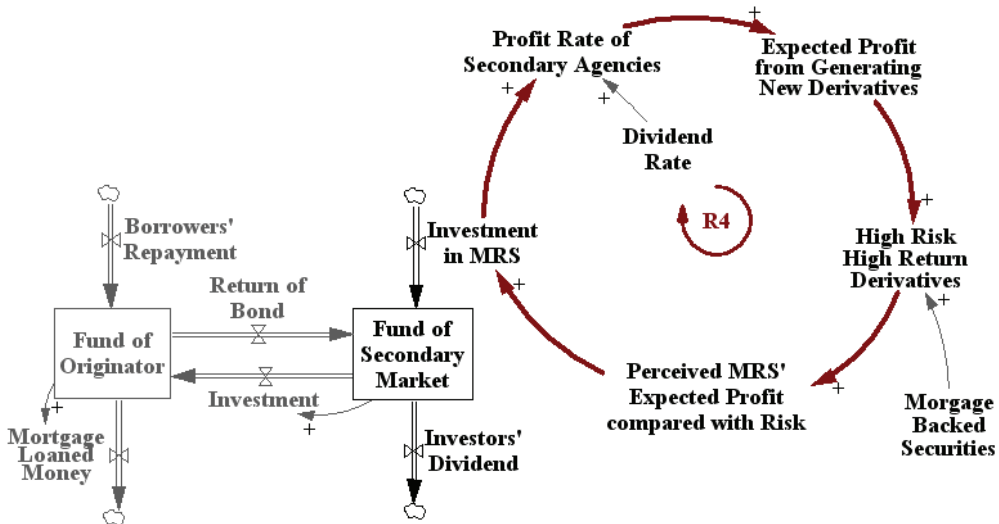 Profit Rate of
Secondary Agencies
+
+
+
Expected Profit
from Generating
New Derivatives
Dividend
Rate
R4
+
High Risk
High Return
Derivatives
+
Morgage
Backed
Securities
+
Perceived MRS'
Expected Profit
compared with Risk
+
Investment
in MRS
Borrowers'
Repayment
Return of
Bond
Fund of
Originator
Fund of
Secondary
Market
Investment
+
+
Mortgage
Loaned
Money
Investors'
Dividend